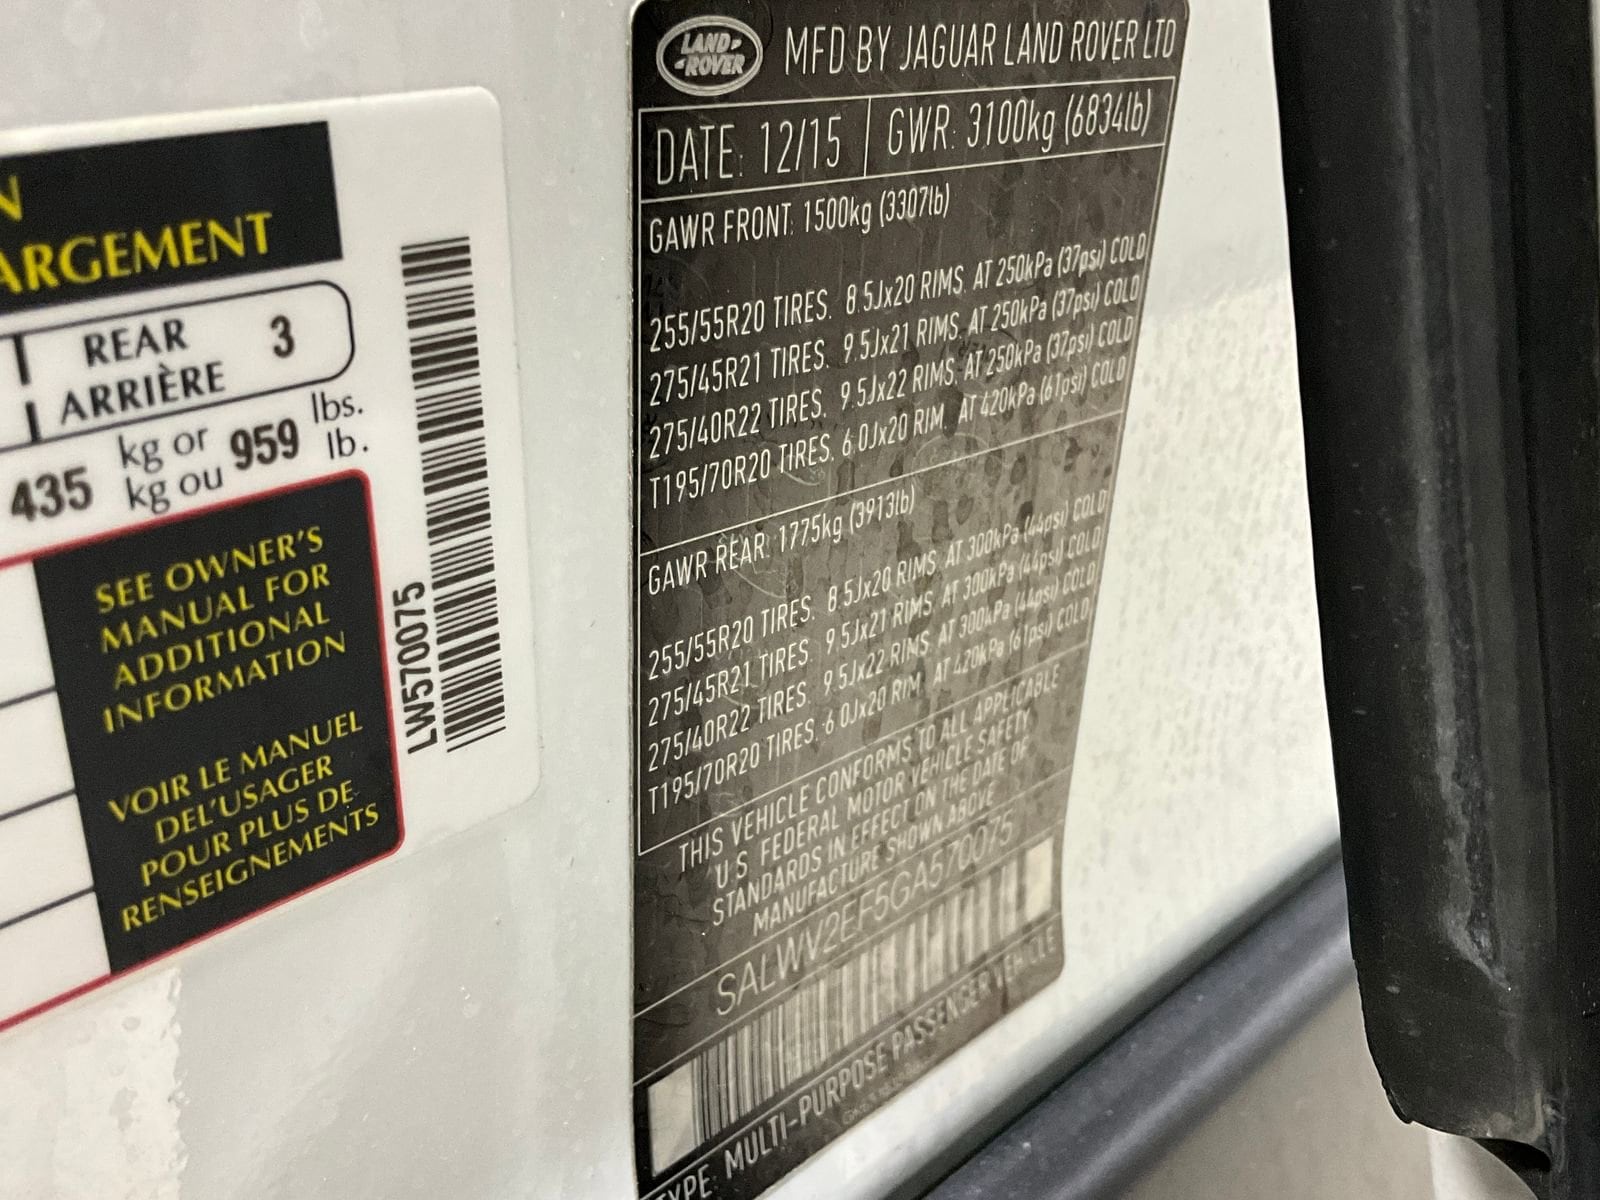 N
ARGEMENT
REAR 3
ARRIÈRE
435 kg or 959 lbs.
kg ou lb.
SEE OWNER'S
MANUAL FOR
ADDITIONAL
INFORMATION
VOIR LE MANUEL
DEL'USAGER
POUR PLUS DE
RENSEIGNEMENTS
LW570075
LAND-
-ROVER
MFD BY JAGUAR LAND ROVER LTD
DATE: 12/15 GWR: 3100kg (6834lb)
GAWR FRONT: 1500kg (3307lb)
255/55R20 TIRES. 8.5Jx20 RIMS. AT 250kPa (37psi) COLD
275/45R21 TIRES. 9.5Jx21 RIMS. AT 250kPa (37psi) COLD
275/40R22 TIRES. 9.5Jx22 RIMS. AT 250kPa (37psi) COLD
T195/70R20 TIRES. 6.0Jx20 RIM AT 420kPa (61psi) COLD
GAWR REAR: 1775kg (3913lb)
255/55R20 TIRES. 8.5Jx20 RIMS AT 300kPa (44psi) COLD
275/45R21 TIRES. 9.5Jx21 RIMS AT 300kPa (44psi) COLD
275/40R22 TIRES. 9.5Jx22 RIMS AT 300kPa (44psi) COLD
T195/70R20 TIRES. 6.0Jx20 RIM AT 420kPa (61psi) COLD
THIS VEHICLE CONFORMS TO ALL APPLICABLE
U.S. FEDERAL MOTOR VEHICLE SAFETY
STANDARDS IN EFFECT ON THE DATE OF
MANUFACTURE SHOWN ABOVE
SALWV2EF5GA570075
TYPE: MULTI-PURPOSE PASSENGER VEHICLE